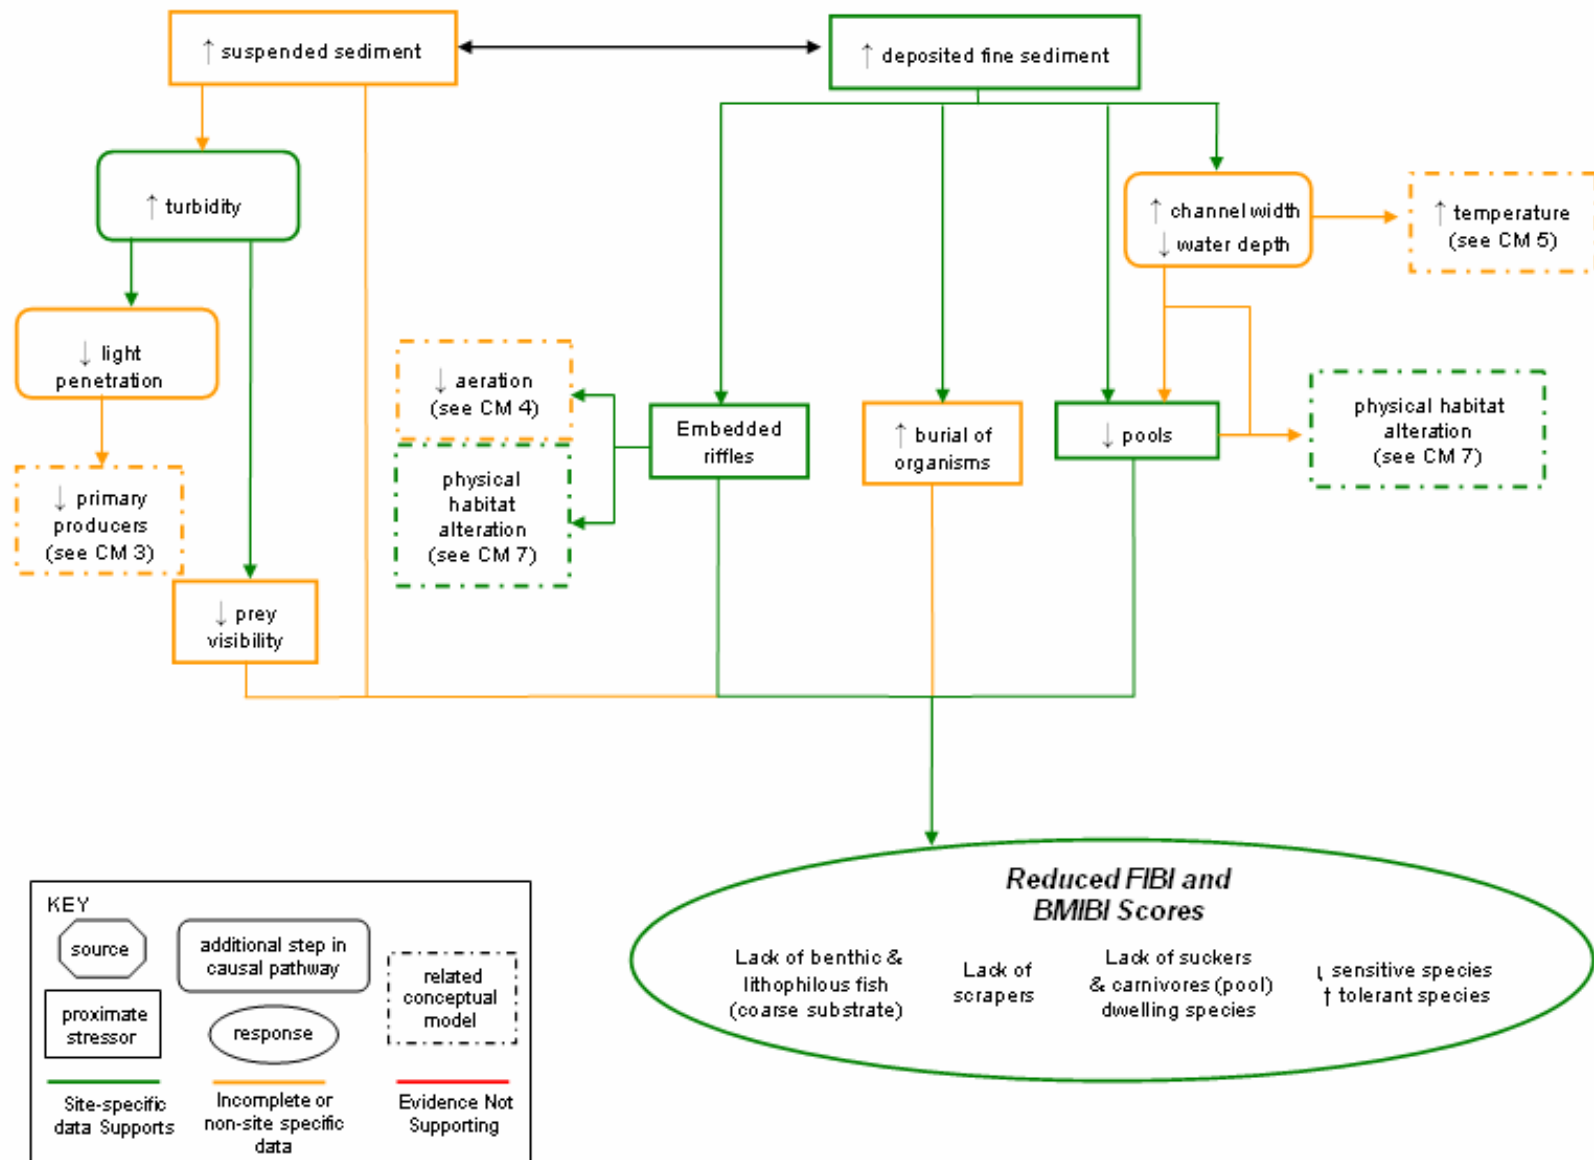 ↑ suspended sediment
↑ deposited fine sediment
↑ turbidity
↑ channel width
↓ water depth
↑ temperature
(see CM 5)
↓ light
penetration
↓ aeration
(see CM 4)
Embedded
riffles
↑ burial of
organisms
↓ pools
physical habitat
alteration
(see CM 7)
↓ primary
producers
(see CM 3)
physical
habitat
alteration
(see CM 7)
↓ prey
visibility
Reduced FIBI and
BMIBI Scores
Lack of benthic &
lithophilous fish
(coarse substrate)
Lack of
scrapers
Lack of suckers
& carnivores (pool)
dwelling species
↓ sensitive species
↑ tolerant species
KEY
source
additional step in
causal pathway
related
conceptual
model
proximate
stressor
response
Site-specific
data Supports
Incomplete or
non-site specific
data
Evidence Not
Supporting